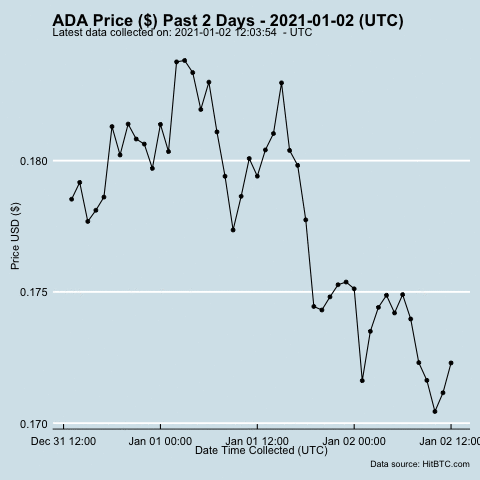 ADA Price ($) Past 2 Days - 2021-01-02 (UTC)
Latest data collected on: 2021-01-02 12:03:54 - UTC
0.180
0.175
0.170
Price USD ($)
Dec 31 12:00 Jan 01 00:00 Jan 01 12:00 Jan 02 00:00 Jan 02 12:00
Date Time Collected (UTC)
Data source: HitBTC.com